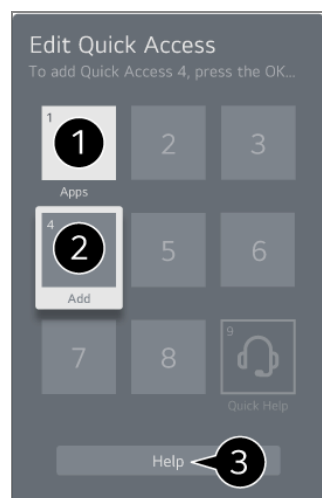 Edit Quick Access
To add Quick Access 4, press the OK...
1 1 2 3
Apps
4 2 5 6
Add
7 8 9
Quick Help
Help 3